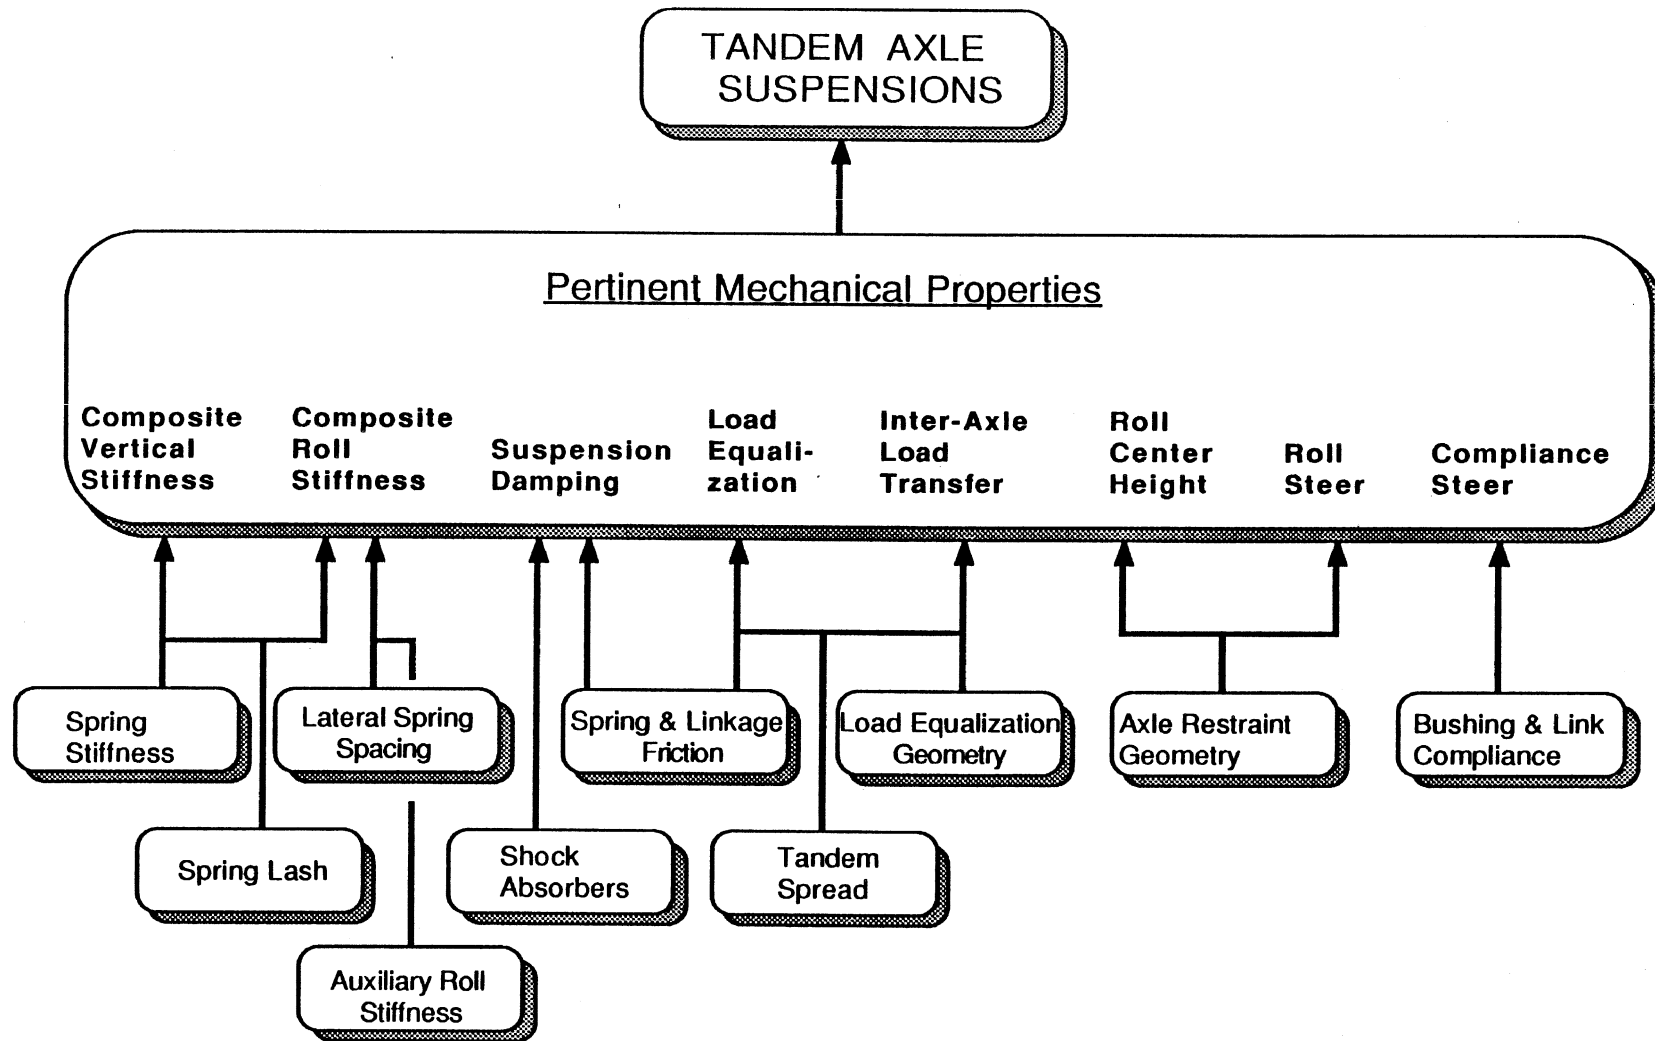 TANDEM AXLE
SUSPENSIONS
Pertinent Mechanical Properties
Composite
Vertical
Stiffness
Composite
Roll
Stiffness
Suspension
Damping
Load
Equali-
zation
Inter-Axle
Load
Transfer
Roll
Center
Height
Roll
Steer
Compliance
Steer
Spring
Stiffness
Lateral Spring
Spacing
Spring & Linkage
Friction
Load Equalization
Geometry
Axle Restraint
Geometry
Bushing & Link
Compliance
Spring Lash
Shock
Absorbers
Tandem
Spread
Auxiliary Roll
Stiffness